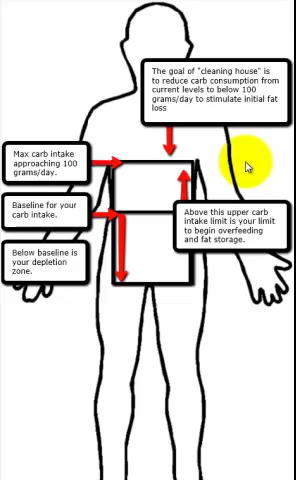 The goal of "cleaning house" is
to reduce carb consumption from
current levels to below 100
grams/day to stimulate initial fat
loss
Max carb intake
approaching 100
grams/day.
Baseline for your
carb intake.
Above this upper carb
intake limit is your limit
to begin overfeeding
and fat storage.
Below baseline is
your depletion
zone.